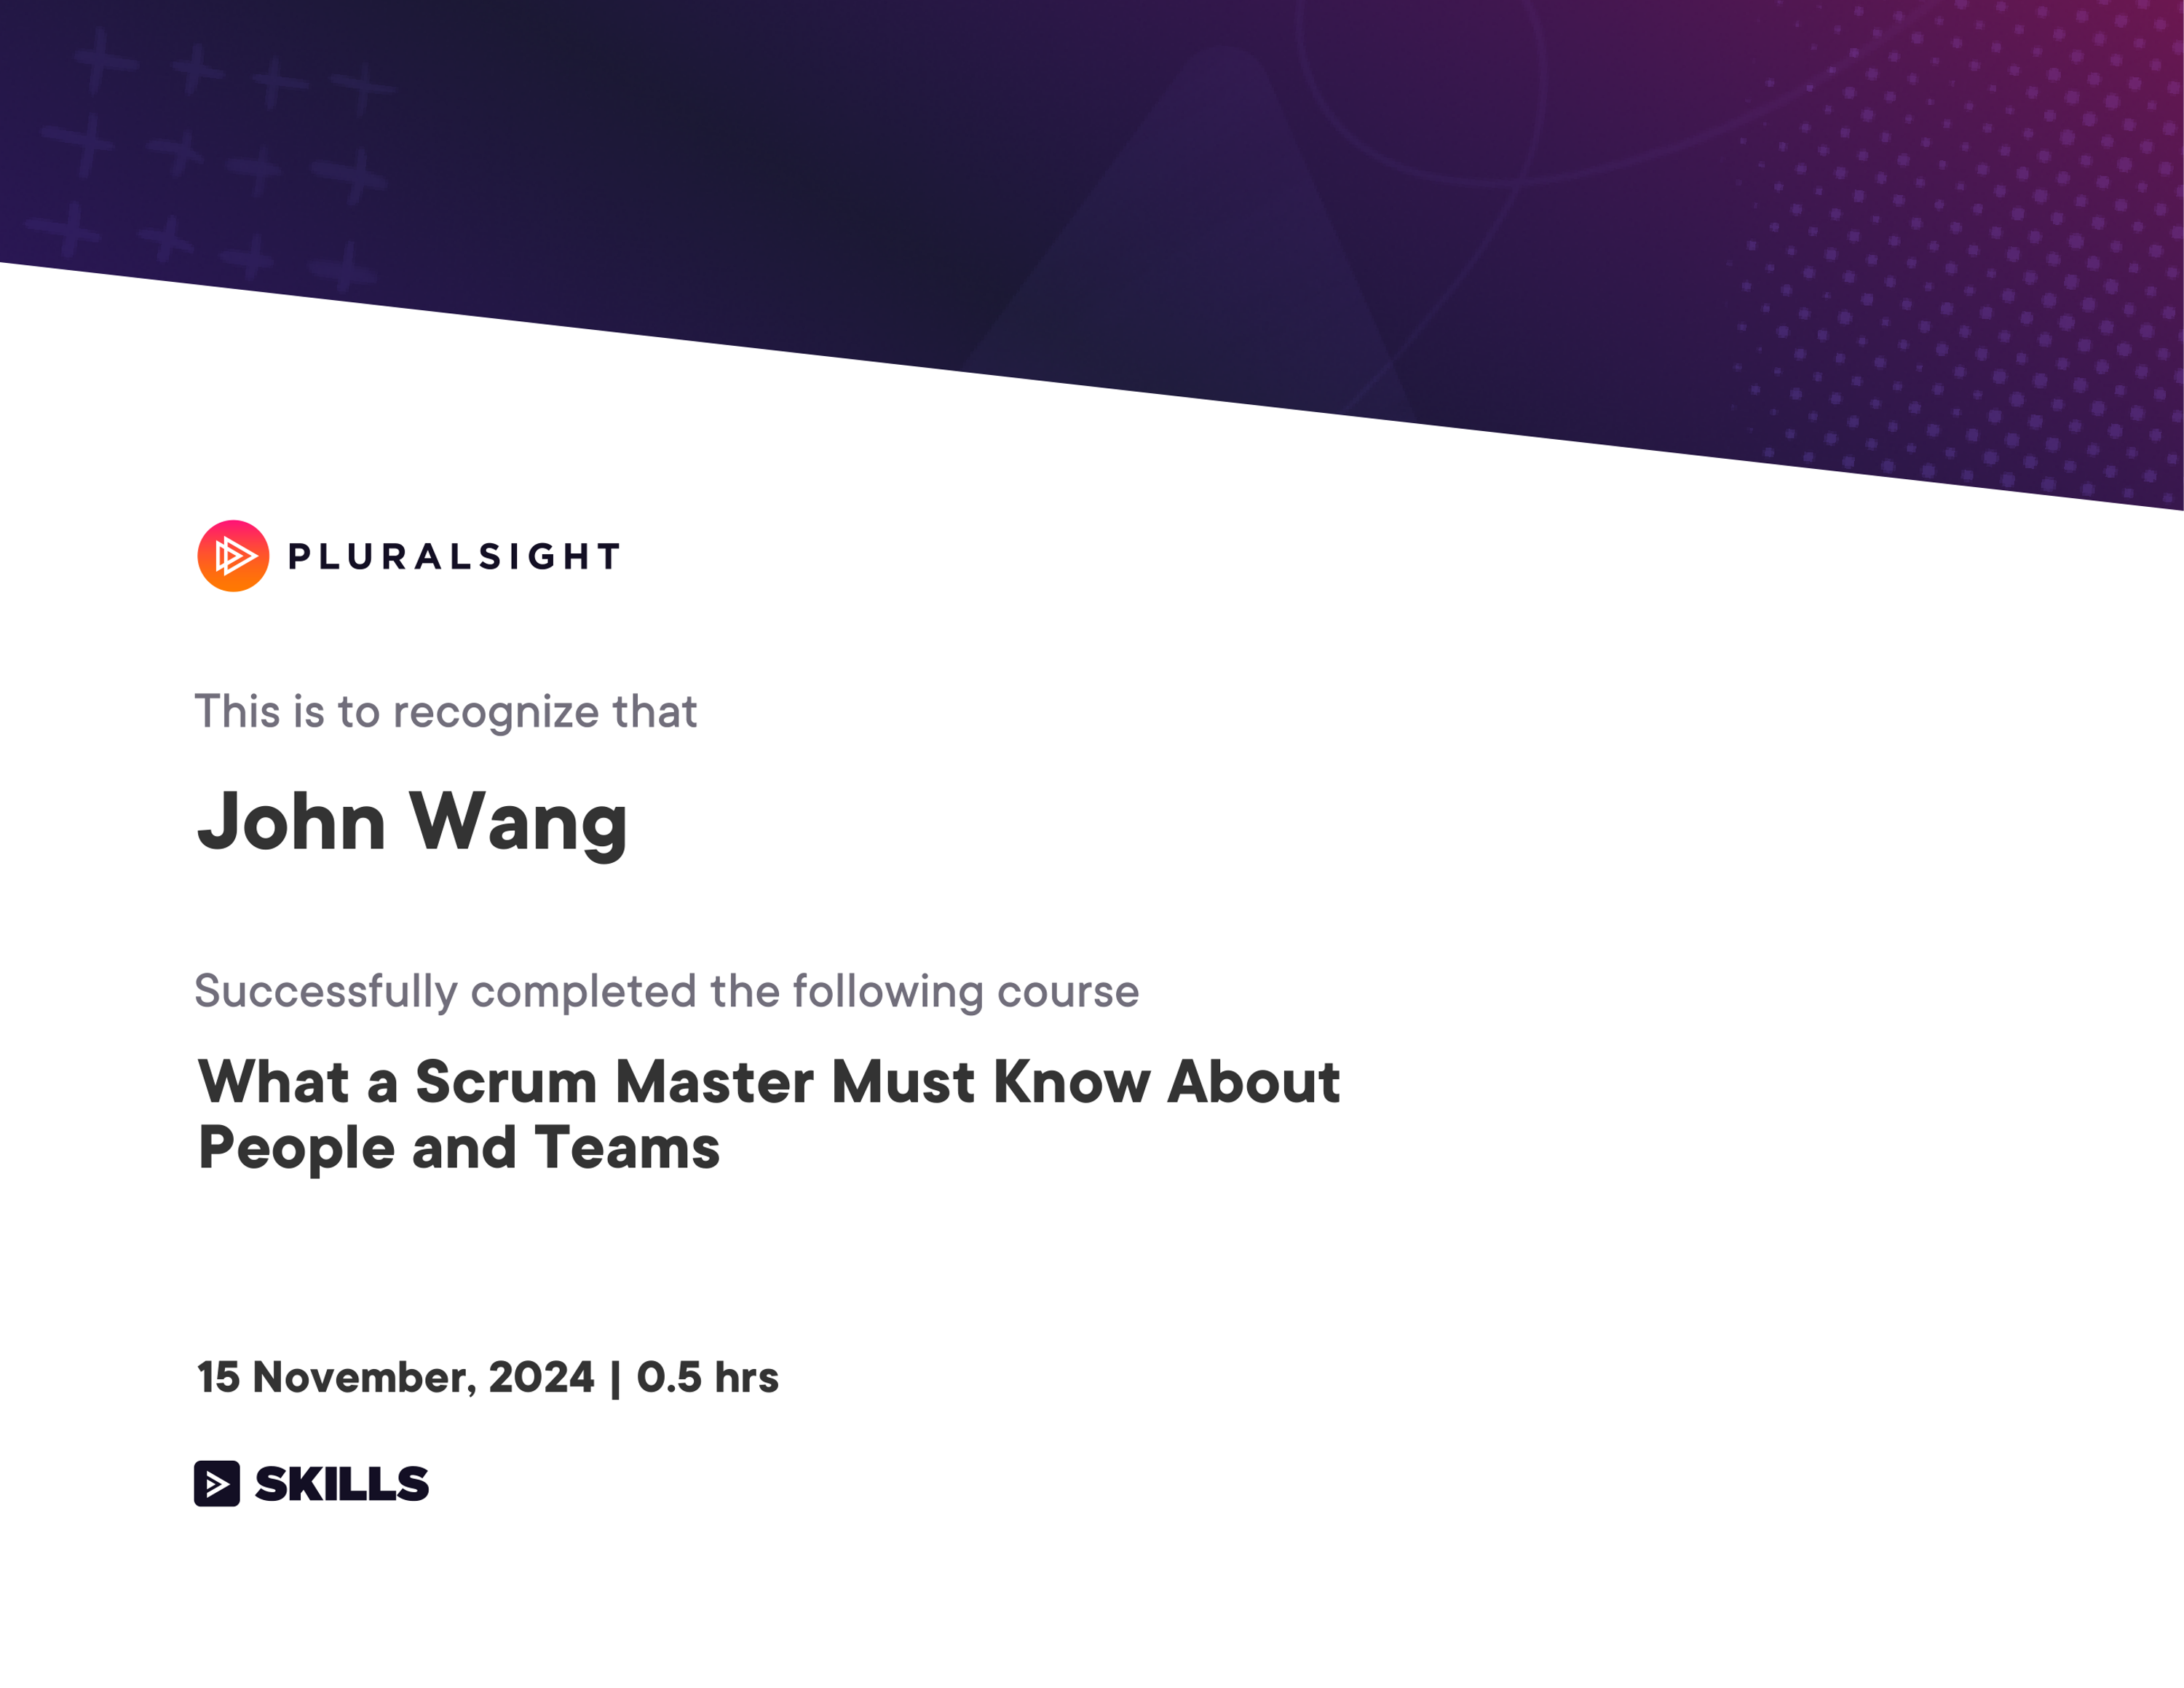 PLURALSIGHT
This is to recognize that
John Wang
Successfully completed the following course
What a Scrum Master Must Know About
People and Teams
15 November, 2024 | 0.5 hrs
SKILLS